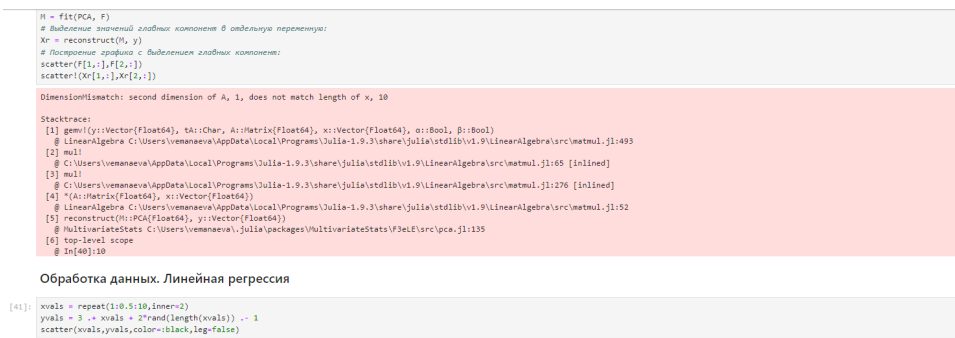 M = fit(PCA, F)
# Выделение значений главных компонент в отдельную переменную:
Xr = reconstruct(M, y)
# Построение графика с выделением главных компонент:
scatter(F[1,:],F[2,:])
scatter!(Xr[1,:],Xr[2,:])
DimensionMismatch: second dimension of A, 1, does not match length of x, 10
Stacktrace:
[1] gemv!(y::Vector{Float64}, tA::Char, A::Matrix{Float64}, x::Vector{Float64}, α::Bool, β::Bool)
@ LinearAlgebra C:\Users\vemanaeva\AppData\Local\Programs\Julia-1.9.3\share\julia\stdlib\v1.9\LinearAlgebra\src\matmul.jl:493
[2] mul!
@ C:\Users\vemanaeva\AppData\Local\Programs\Julia-1.9.3\share\julia\stdlib\v1.9\LinearAlgebra\src\matmul.jl:65 [inlined]
[3] mul!
@ C:\Users\vemanaeva\AppData\Local\Programs\Julia-1.9.3\share\julia\stdlib\v1.9\LinearAlgebra\src\matmul.jl:276 [inlined]
[4] *(A::Matrix{Float64}, x::Vector{Float64})
@ LinearAlgebra C:\Users\vemanaeva\AppData\Local\Programs\Julia-1.9.3\share\julia\stdlib\v1.9\LinearAlgebra\src\matmul.jl:52
[5] reconstruct(M::PCA{Float64}, y::Vector{Float64})
@ MultivariateStats C:\Users\vemanaeva\.julia\packages\MultivariateStats\F3eLE\src\pca.jl:135
[6] top-level scope
@ In[40]:10
Обработка данных. Линейная регрессия
[41]: xvals = repeat(1:0.5:10,inner=2)
yvals = 3 .+ xvals + 2*rand(length(xvals)) .- 1
scatter(xvals,yvals,color=:black,leg=false)